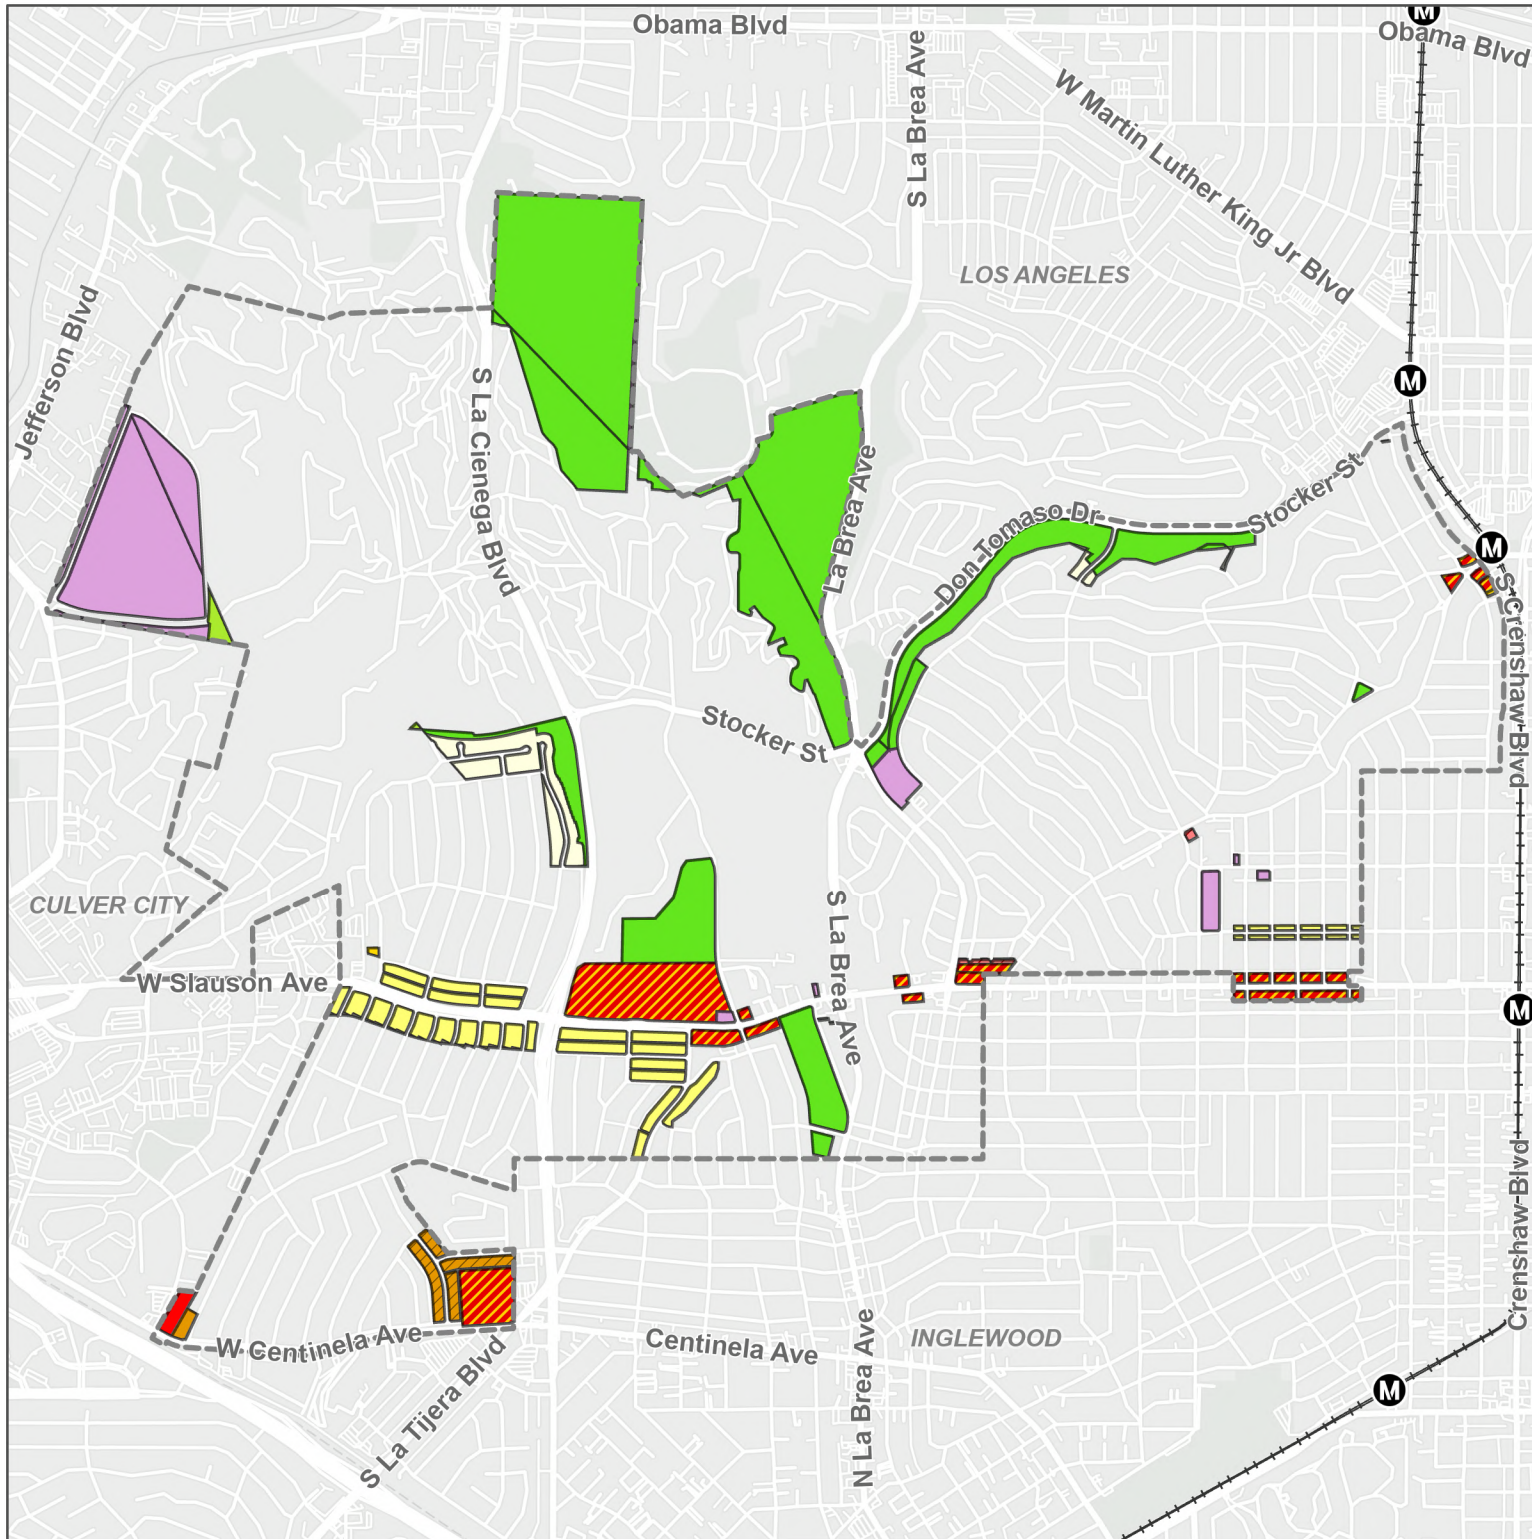 M
Obama Blvd
Obama Blvd
S La Brea Ave
W Martin Luther King Jr Blvd
LOS ANGELES
Jefferson Blvd
S La Cienega Blvd
M
La Brea Ave
Stocker St
Don Tomaso Dr
M
S Crenshaw Blvd
Stocker St
CULVER CITY
W Slauson Ave
S La Brea Ave
M
Crenshaw Blvd
W Centinela Ave
Centinela Ave
INGLEWOOD
N La Brea Ave
S La Tijera Blvd
M